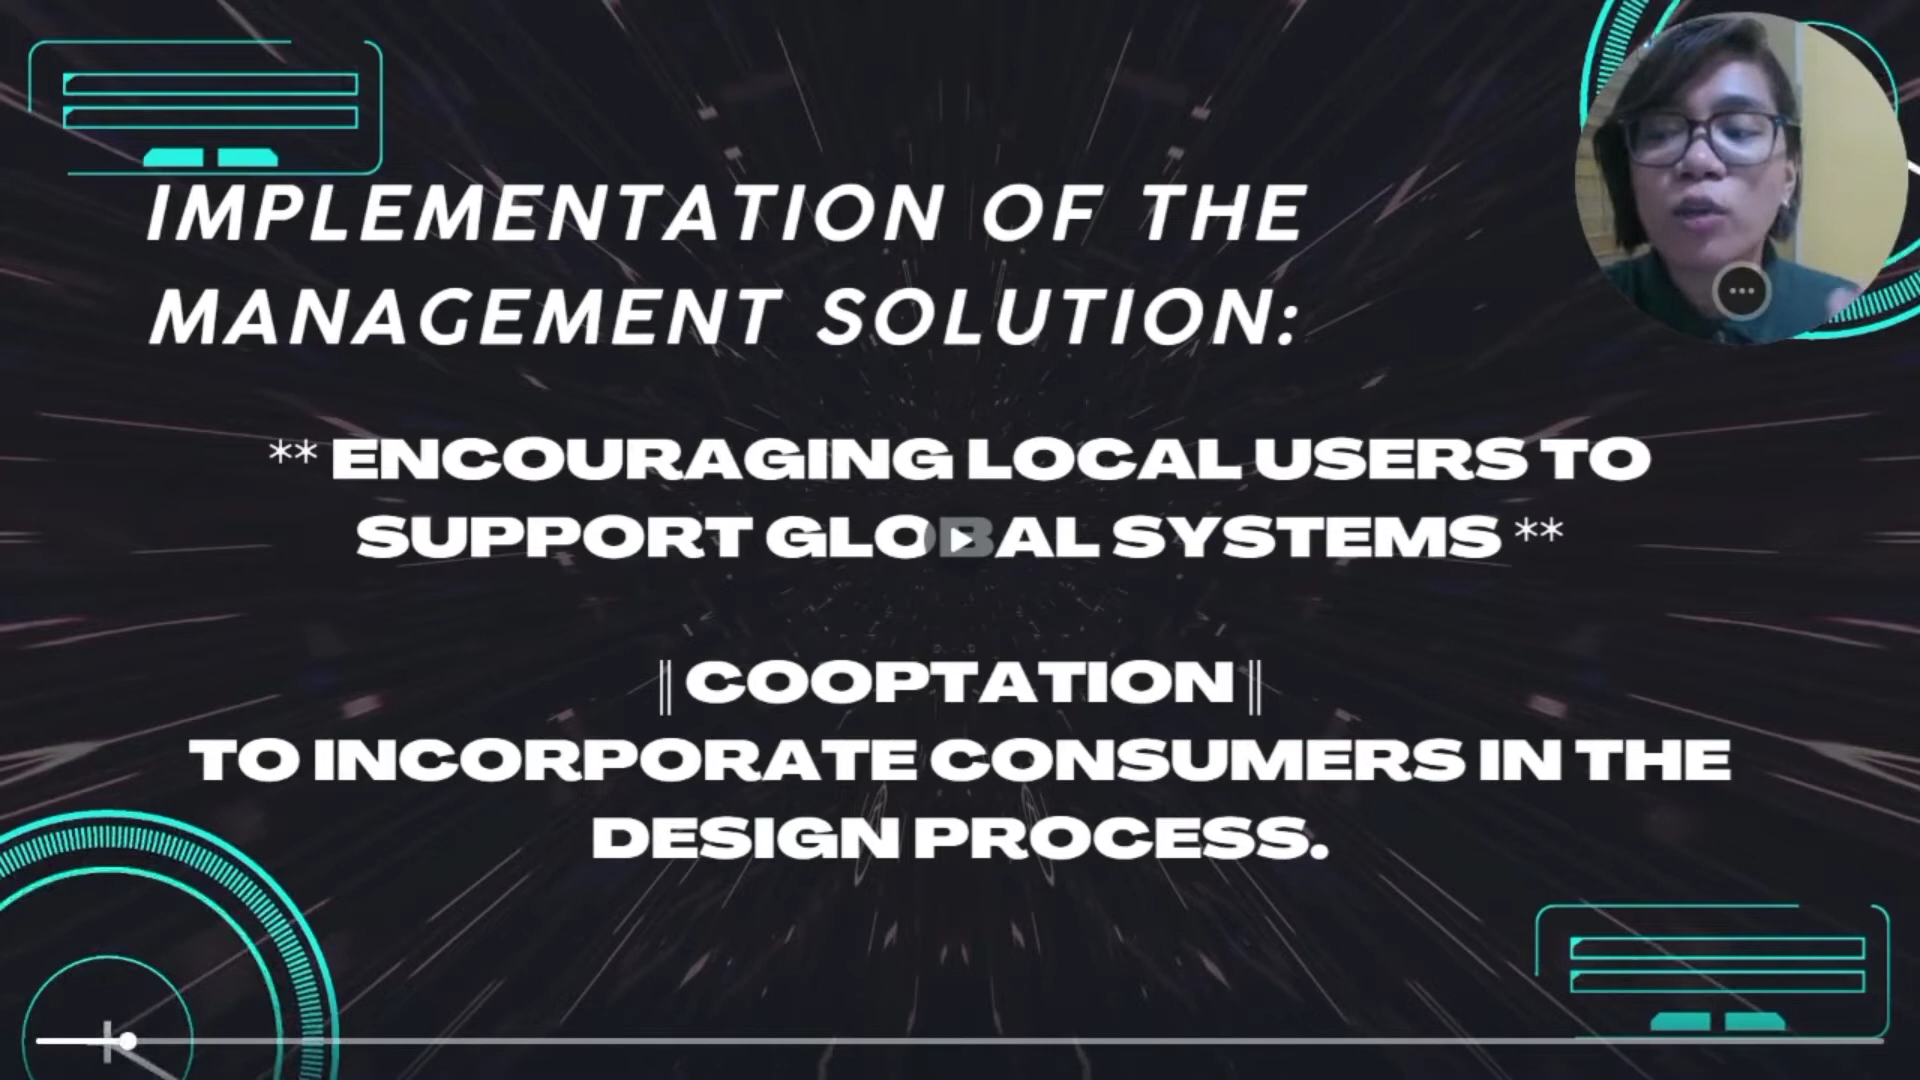 IMPLEMENTATION OF THE
MANAGEMENT SOLUTION:
** ENCOURAGING LOCAL USERS TO
SUPPORT GLOBAL SYSTEMS **
|| COOPTATION ||
TO INCORPORATE CONSUMERS IN THE
DESIGN PROCESS.